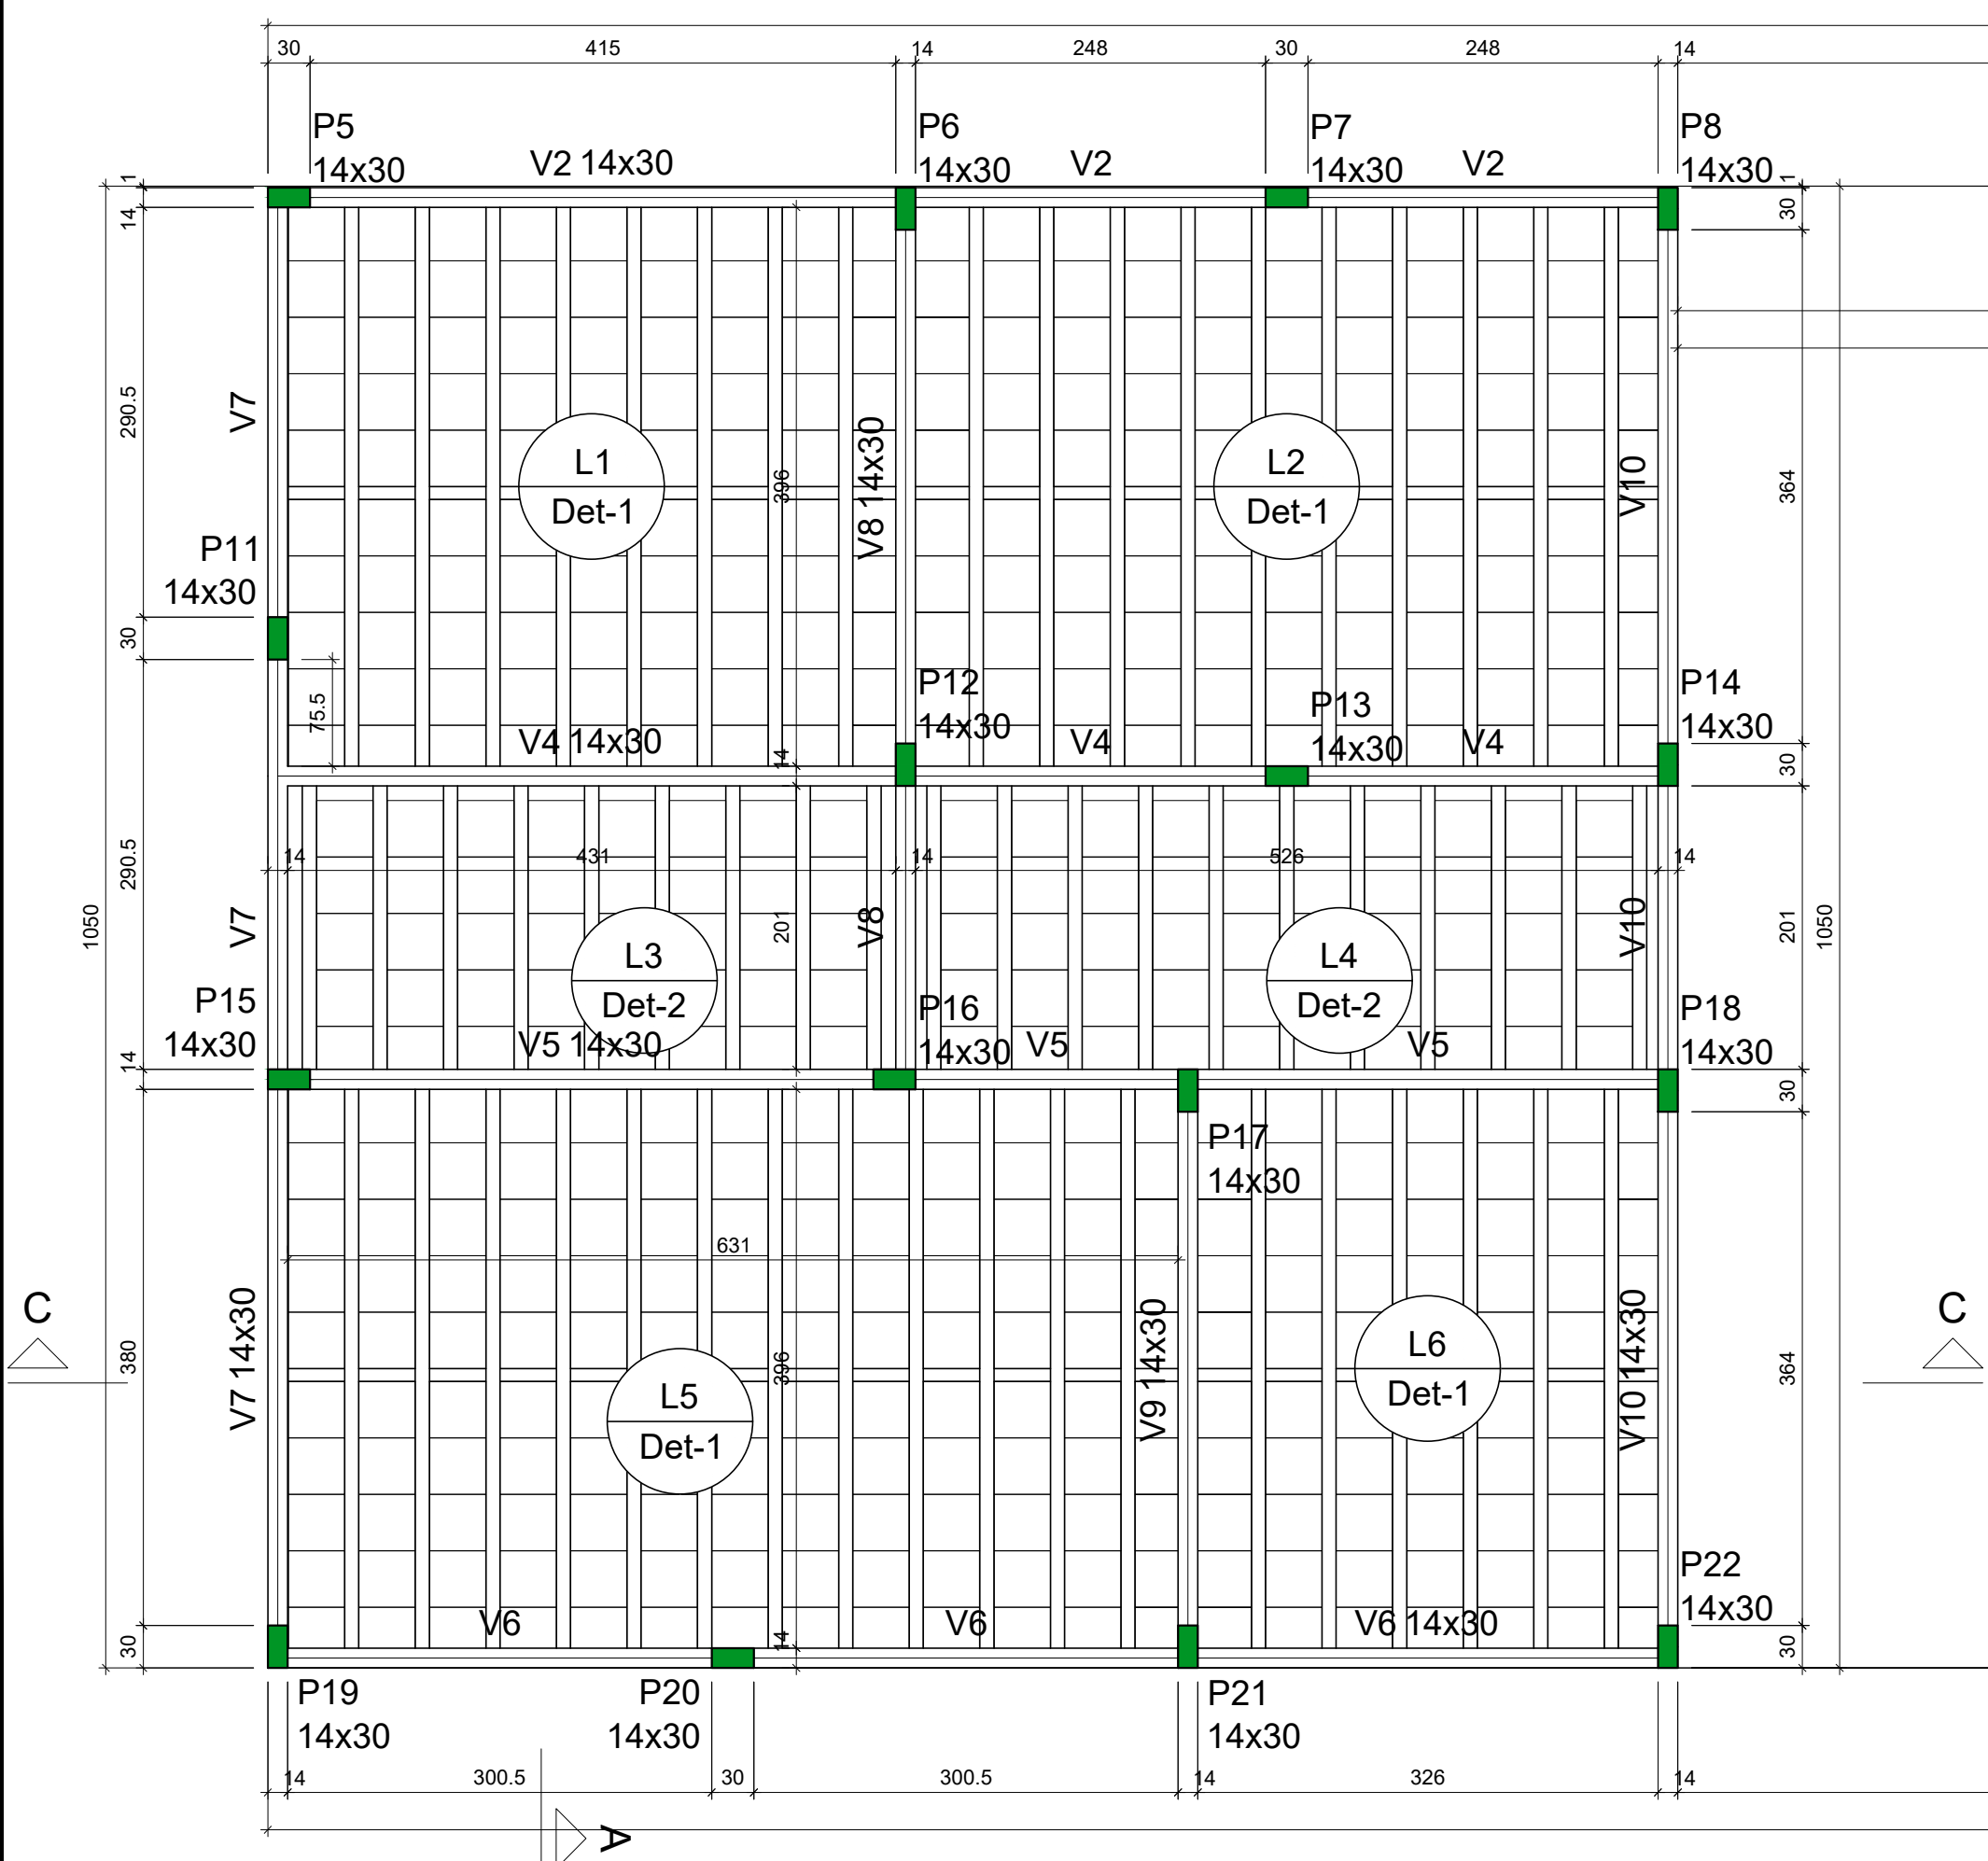 30 415 14 248 30 248 14
P5
14x30
V2 14x30
P6
14x30
V2
P7
14x30
V2
P8
14x30
1
14
1
30
290.5
V7
L1
Det-1
396
V8 14x30
L2
Det-1
V10
364
P11
14x30
30
75.5
V4 14x30
14
P12
14x30
V4
P13
14x30
V4
P14
14x30
30
14 431 14 526 14
290.5
1050
V7
L3
Det-2
201
V8
L4
Det-2
V10
201
1050
P15
14x30
14
V5 14x30
P16
14x30
V5
V5
P18
14x30
30
P17
14x30
631
C
380
V7 14x30
L5
Det-1
396
V9 14x30
L6
Det-1
V10 14x30
364
C
V6
V6
14
V6 14x30
P22
14x30
30
30
P19
14x30
P20
14x30
P21
14x30
14 300.5 30 300.5 14 326 14
A